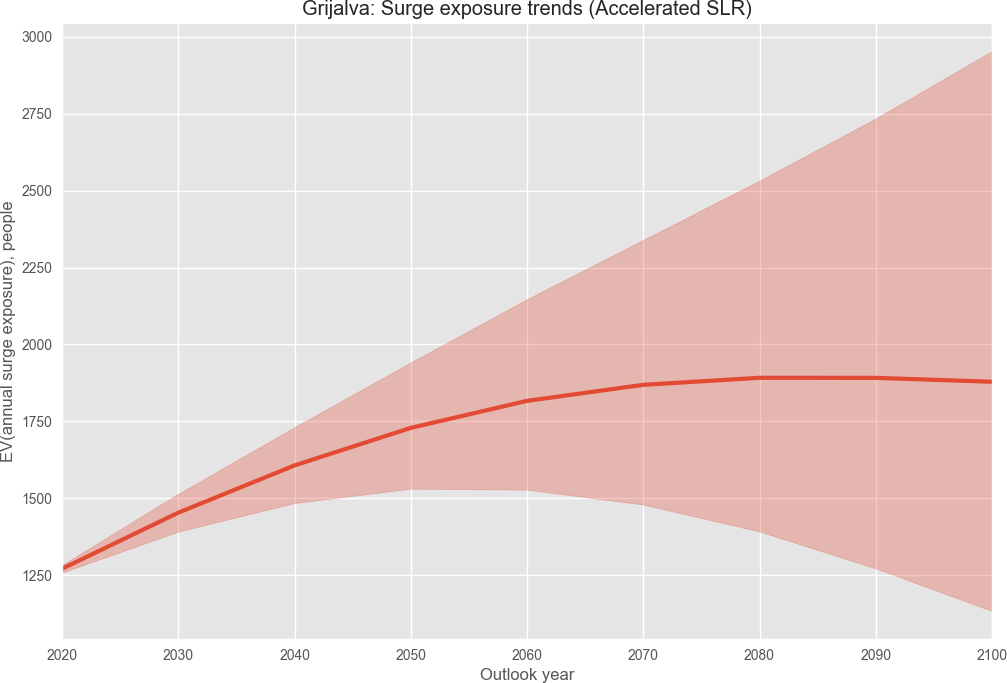 Grijalva: Surge exposure trends (Accelerated SLR)
EV(annual surge exposure), people
3000
2750
2500
2250
2000
1750
1500
1250
2020 2030 2040 2050 2060 2070 2080 2090 2100
Outlook year